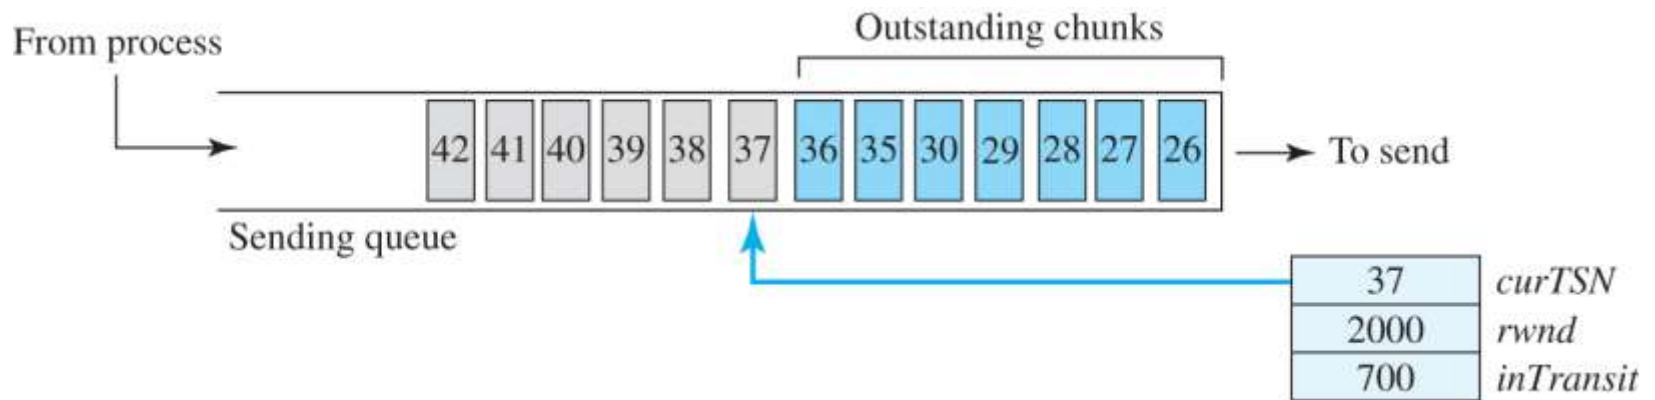 Outstanding chunks
From process
42 41 40 39 38 37 36 35 30 29 28 27 26
To send
Sending queue
37 curTSN
2000 rwnd
700 inTransit